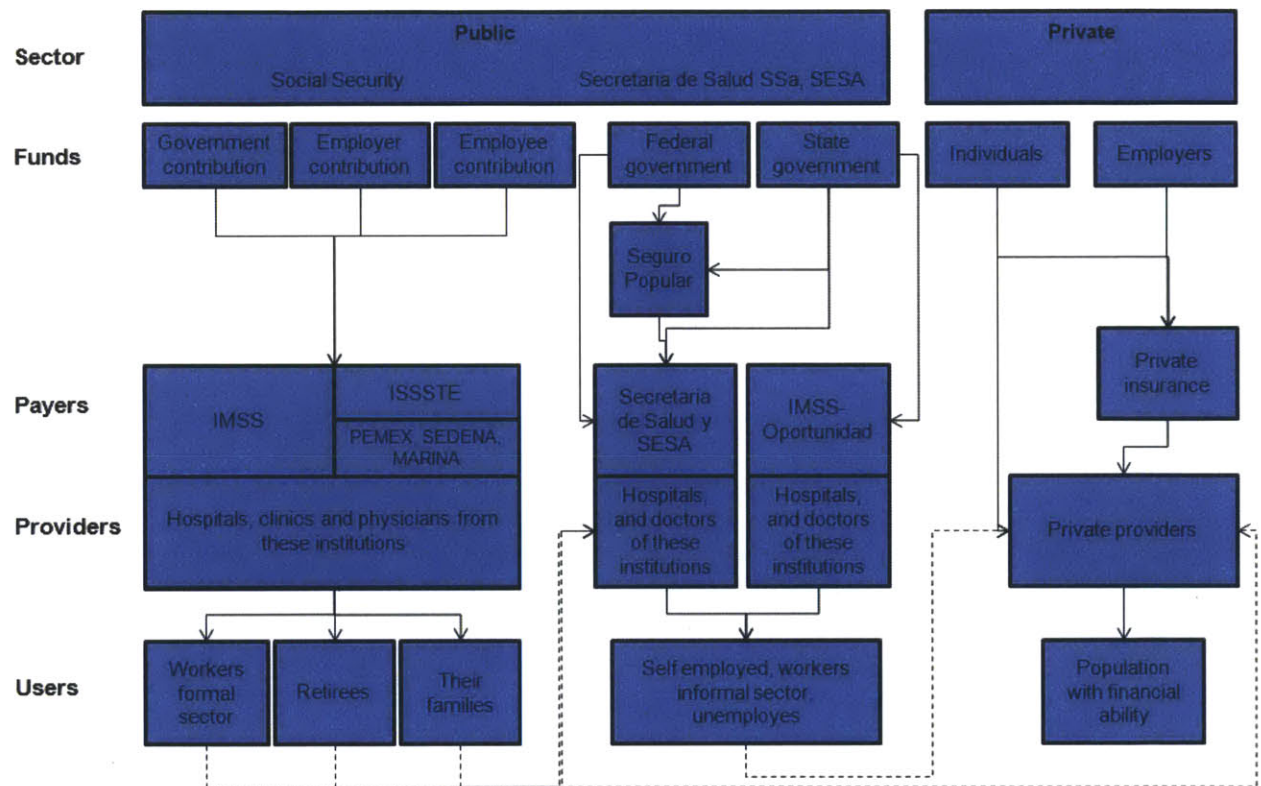 Sector
Public
Social Security
Secretaria de Salud SSa, SESA
Private
Funds
Government
contribution
Employer
contribution
Employee
contribution
Federal
government
State
government
Individuals
Employers
Seguro
Popular
Payers
IMSS
ISSSTE
PEMEX, SEDENA,
MARINA
Secretaria
de Salud y
SESA
IMSS-
Oportunidad
Private
insurance
Providers
Hospitals, clinics and physicians from
these institutions
Hospitals,
and doctors
of these
institutions
Hospitals,
and doctors
of these
institutions
Private providers
Users
Workers
formal
sector
Retirees
Their
families
Self employed, workers
informal sector,
unemployes
Population
with financial
ability